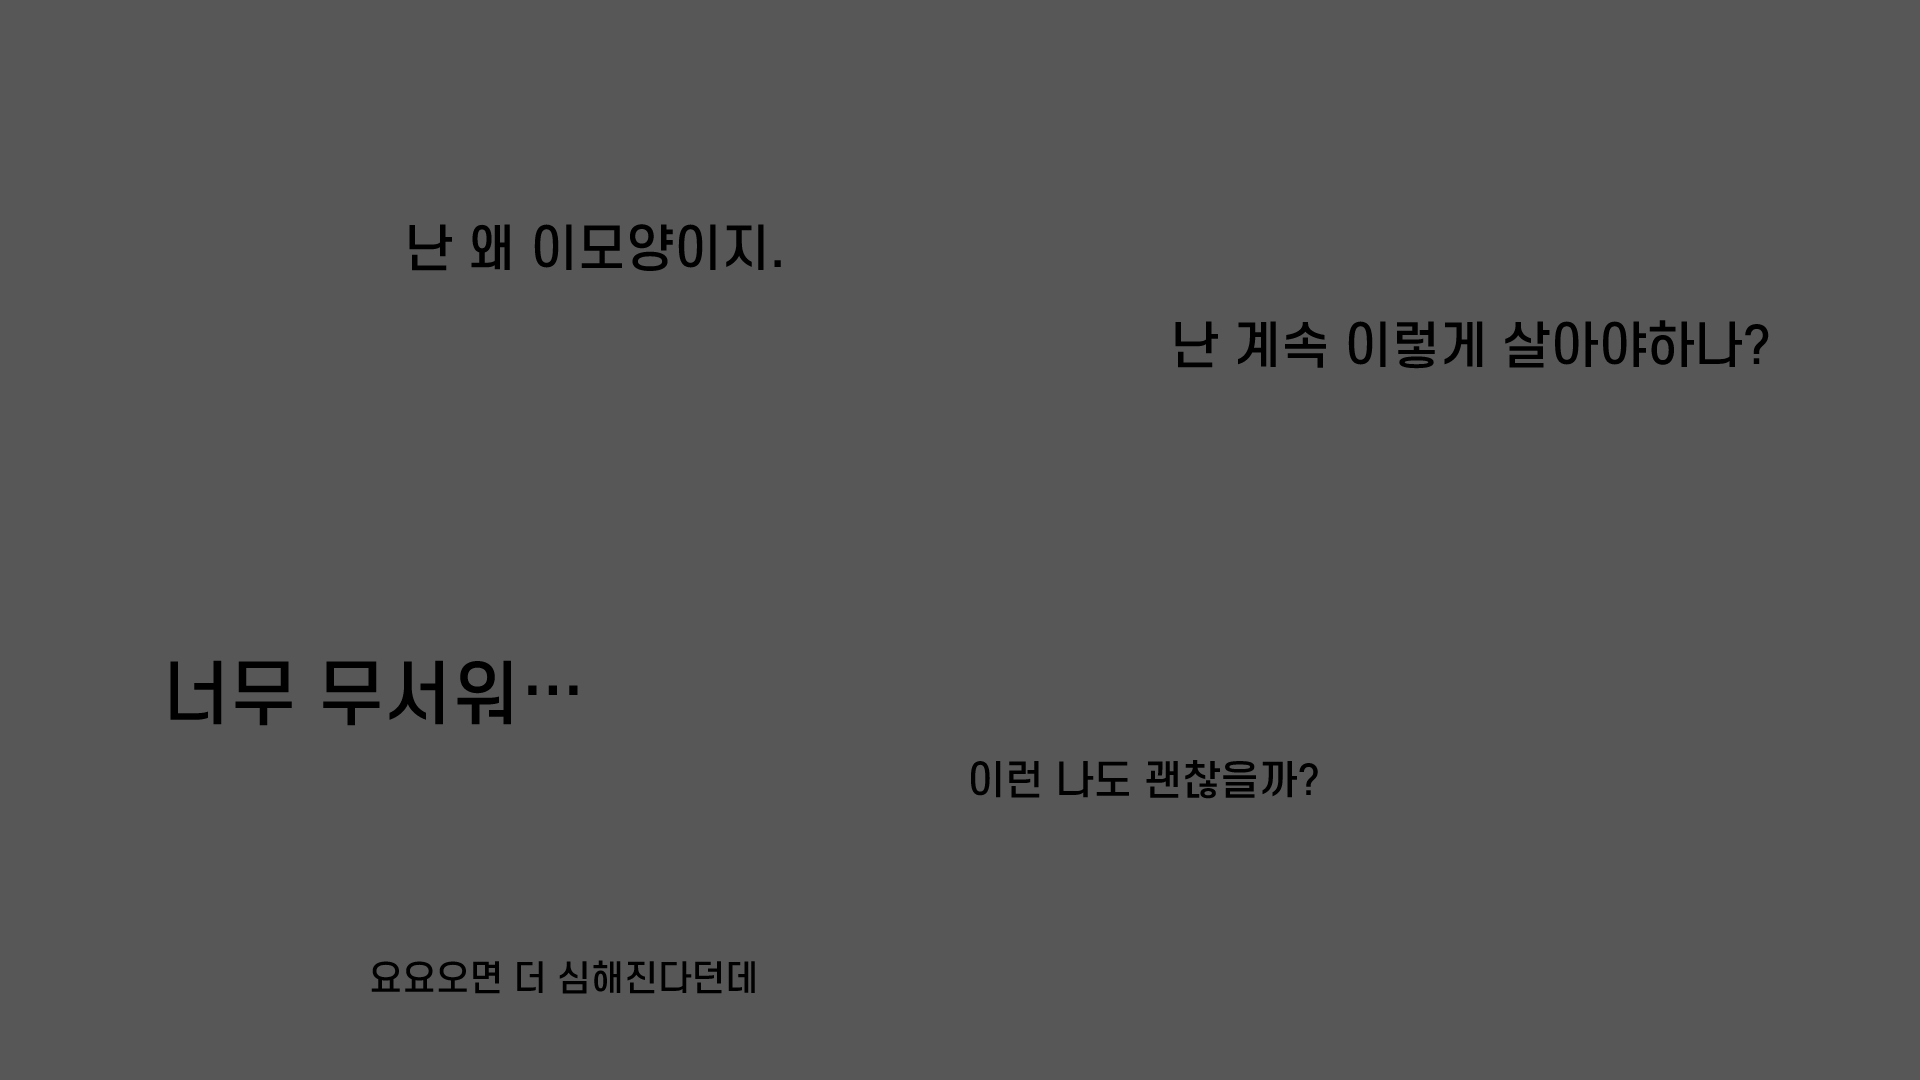 난 왜 이모양이지.
난 계속 이렇게 살아야하나?
너무 무서워…
이런 나도 괜찮을까?
요요오면 더 심해진다던데